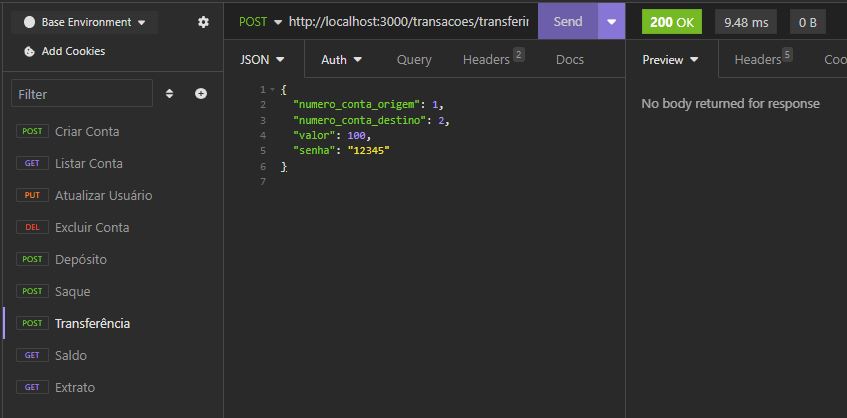 Base Environment
Add Cookies
Filter
POST Criar Conta
GET Listar Conta
PUT Atualizar Usuário
DEL Excluir Conta
POST Depósito
POST Saque
POST Transferência
GET Saldo
GET Extrato
POST http://localhost:3000/transacoes/transferir Send
JSON Auth Query Headers 2 Docs
1 {
2 "numero_conta_origem": 1,
3 "numero_conta_destino": 2,
4 "valor": 100,
5 "senha": "12345"
6 }
7
200 OK 9.48 ms 0 B
Preview Headers 5 Coo
No body returned for response